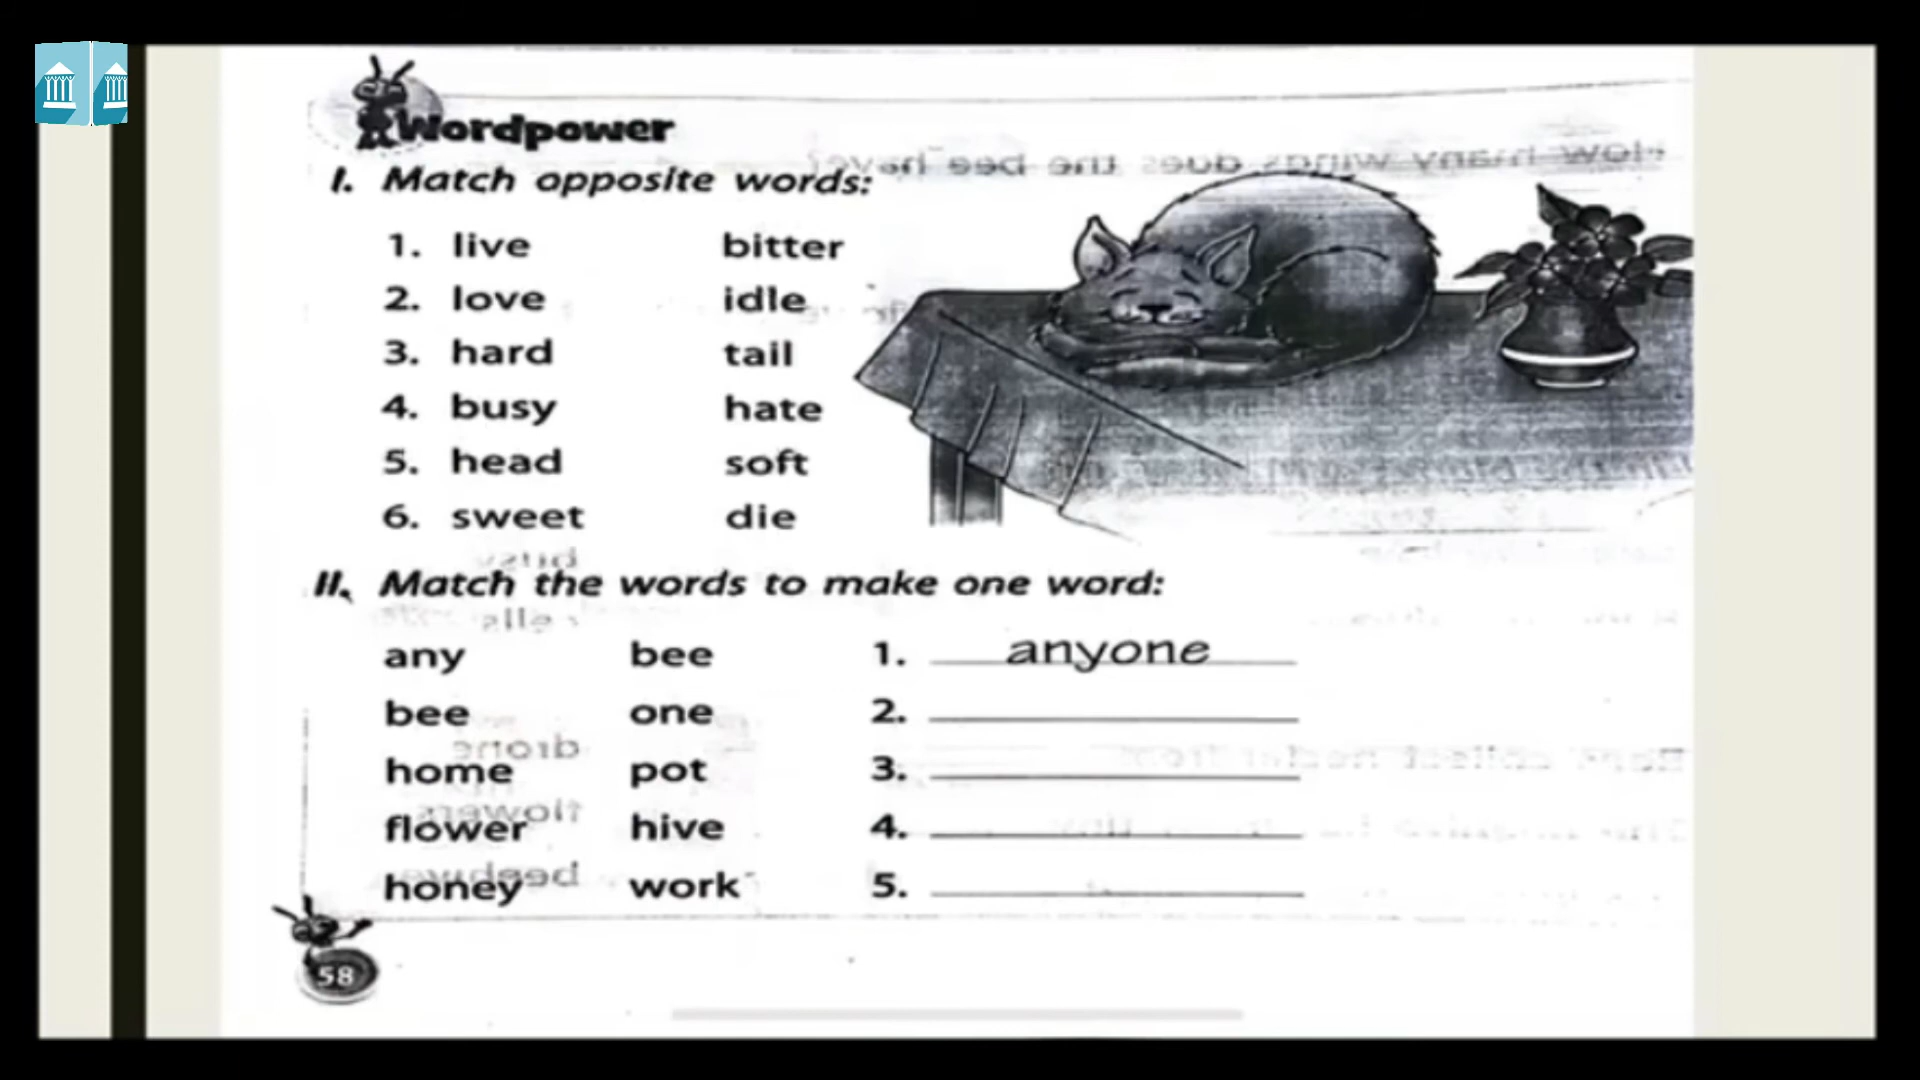 Wordpower
I. Match opposite words:
1. live bitter
2. love idle
3. hard tail
4. busy hate
5. head soft
6. sweet die
II. Match the words to make one word:
any bee 1. anyone
bee one 2.
home pot 3.
flower hive 4.
honey work 5.
58